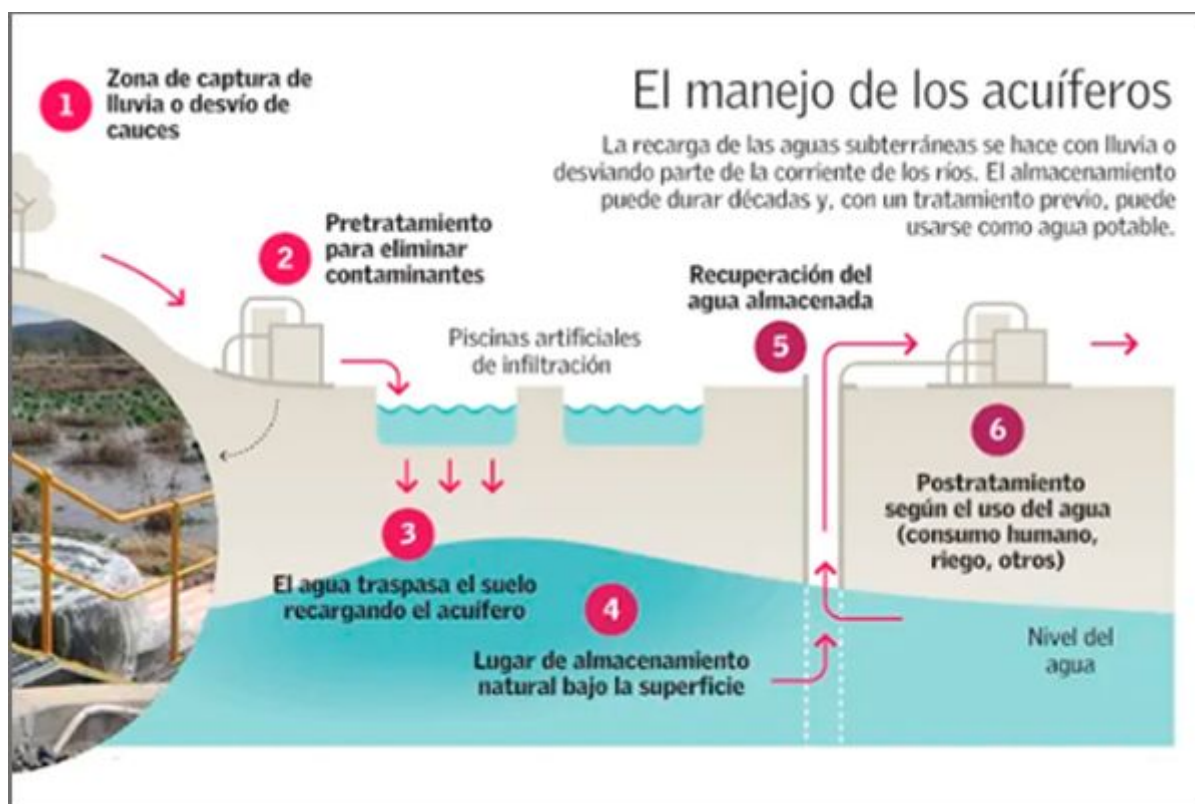 El manejo de los acuíferos
La recarga de las aguas subterráneas se hace con lluvia o
desviando parte de la corriente de los ríos. El almacenamiento
puede durar décadas y, con un tratamiento previo, puede
usarse como agua potable.
1
Zona de captura de
lluvia o desvío de
cauces
2
Pretratamiento
para eliminar
contaminantes
Piscinas artificiales
de infiltración
3
El agua traspasa el suelo
recargando el acuífero
4
Lugar de almacenamiento
natural bajo la superficie
Recuperación del
agua almacenada
5
6
Postratamiento
según el uso del agua
(consumo humano,
riego, otros)
Nivel del
agua